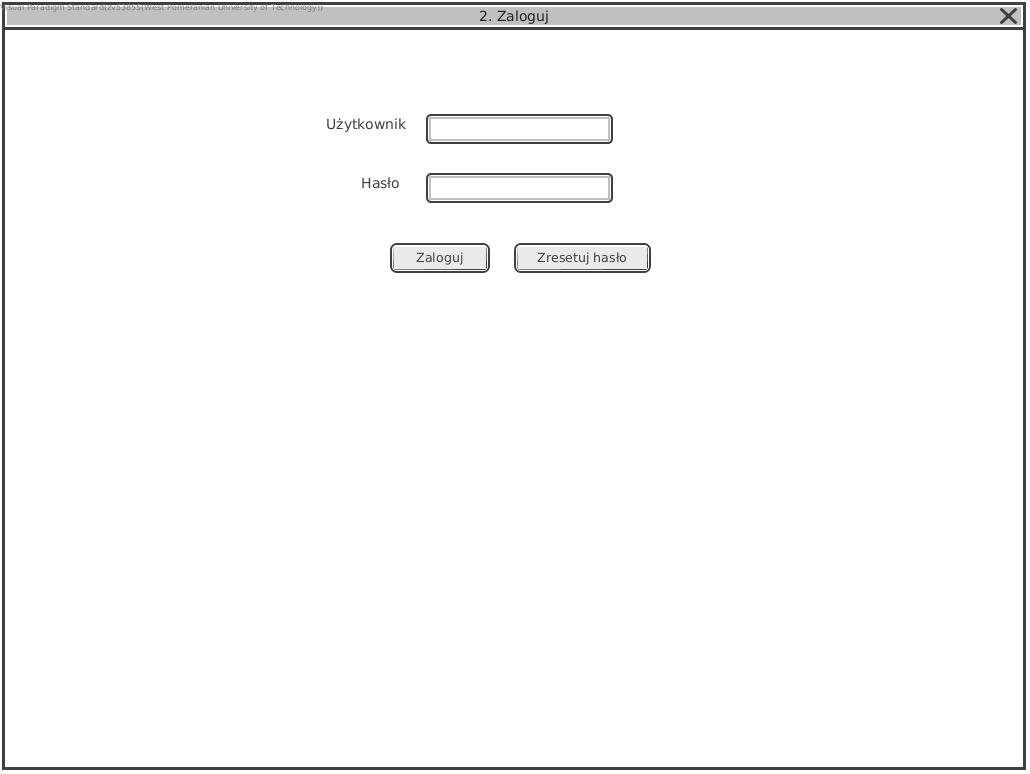 Visual Paradigm Standard(zv53855(West Pomeranian University of Technology))
2. Zaloguj
Użytkownik
Hasło
Zaloguj
Zresetuj hasło